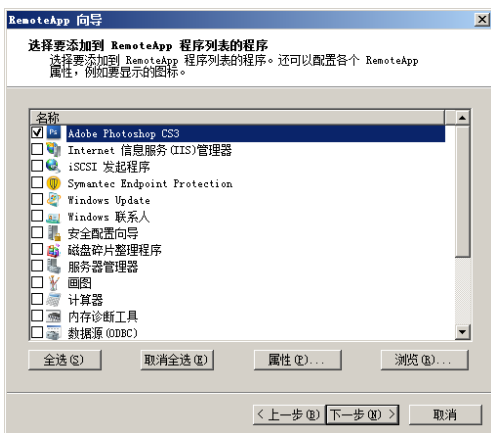 RemoteApp 向导
选择要添加到 RemoteApp 程序列表的程序
选择要添加到 RemoteApp 程序列表的程序。还可以配置各个 RemoteApp
属性，例如要显示的图标。
名称
Adobe Photoshop CS3
Internet 信息服务(IIS)管理器
iSCSI 发起程序
Symantec Endpoint Protection
Windows Update
Windows 联系人
安全配置向导
磁盘碎片整理程序
服务器管理器
画图
计算器
内存诊断工具
数据源(ODBC)
全选(S) 取消全选(E) 属性(P)... 浏览(R)...
<上一步(B) 下一步(N)> 取消